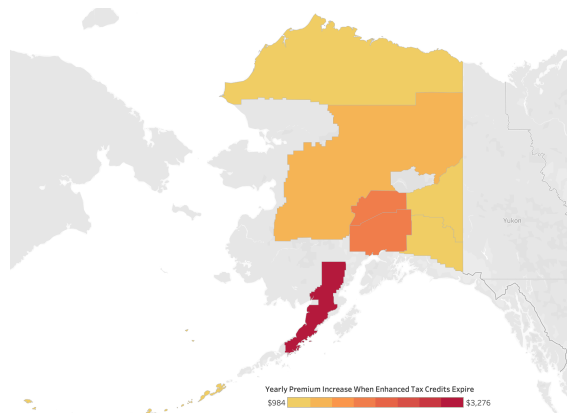 Yukon
Yearly Premium Increase When Enhanced Tax Credits Expire
$984 $3,276